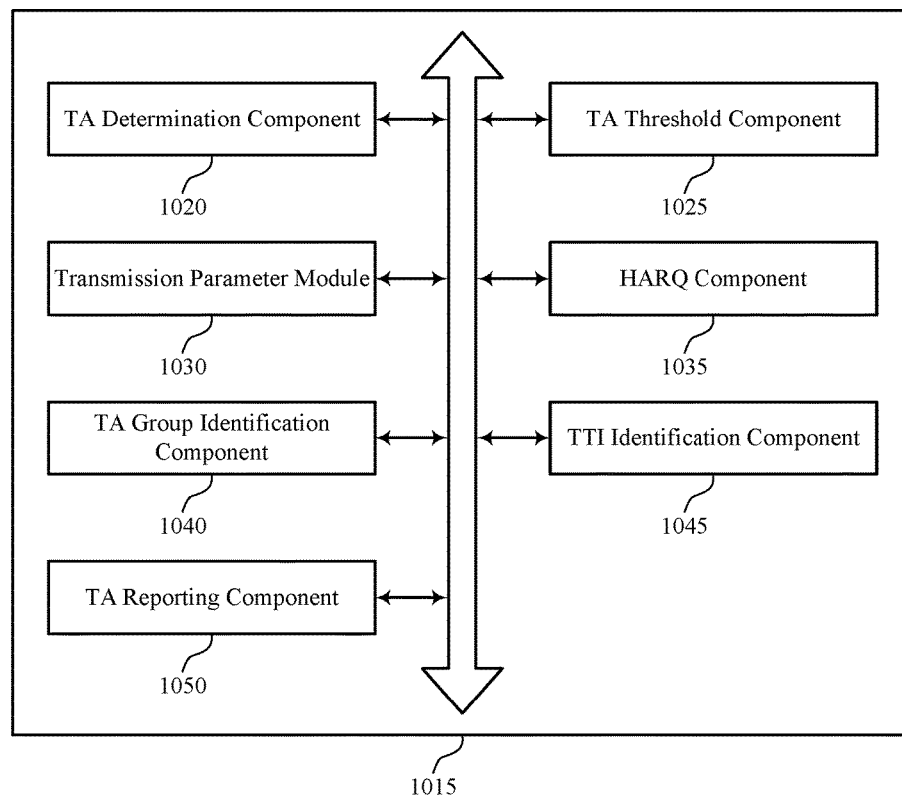 TA Determination Component
1020
TA Threshold Component
1025
Transmission Parameter Module
1030
HARQ Component
1035
TA Group Identification
Component
1040
TTI Identification Component
1045
TA Reporting Component
1050
1015